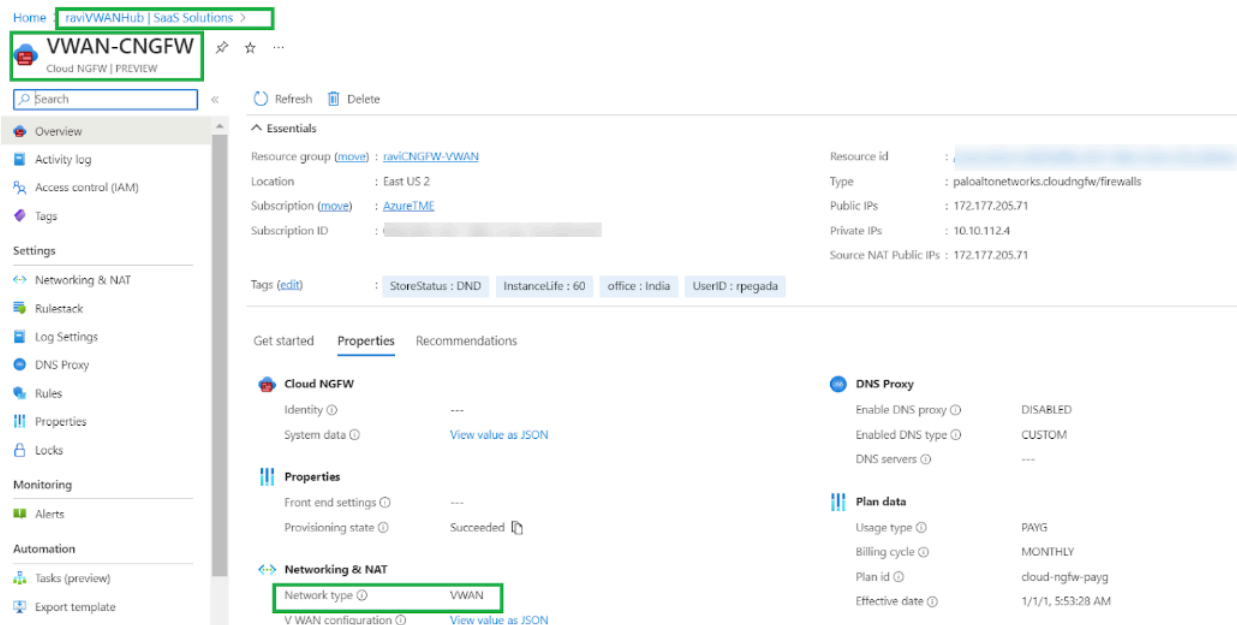 Home > raviVWANHub | SaaS Solutions >
VWAN-CNGFW
Cloud NGFW | PREVIEW
Search
Overview
Activity log
Access control (IAM)
Tags
Settings
Networking & NAT
Rulestack
Log Settings
DNS Proxy
Rules
Properties
Locks
Monitoring
Alerts
Automation
Tasks (preview)
Export template
Refresh Delete
Essentials
Resource group (move) : raviCNGFW-VWAN
Location : East US 2
Subscription (move) : AzureTME
Subscription ID :
Resource id :
Type : paloaltonetworks.cloudngfw/firewalls
Public IPs : 172.177.205.71
Private IPs : 10.10.112.4
Source NAT Public IPs : 172.177.205.71
Tags (edit) : StoreStatus : DND InstanceLife : 60 office : India UserID : rpegada
Get started Properties Recommendations
Cloud NGFW
Identity ---
System data View value as JSON
Properties
Front end settings ---
Provisioning state Succeeded
Networking & NAT
Network type VWAN
V WAN configuration View value as JSON
DNS Proxy
Enable DNS proxy DISABLED
Enabled DNS type CUSTOM
DNS servers ---
Plan data
Usage type PAYG
Billing cycle MONTHLY
Plan id cloud-ngfw-payg
Effective date 1/1/1, 5:53:28 AM